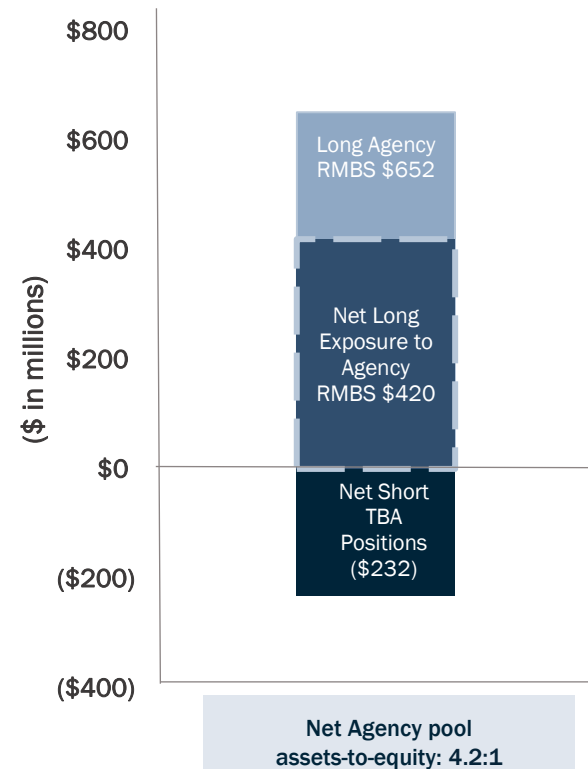 $800
$600
$400
$200
$0
($200)
($400)
($ in millions)
Long Agency
RMBS $652
Net Long
Exposure to
Agency
RMBS $420
Net Short
TBA
Positions
($232)
Net Agency pool
assets-to-equity: 4.2:1